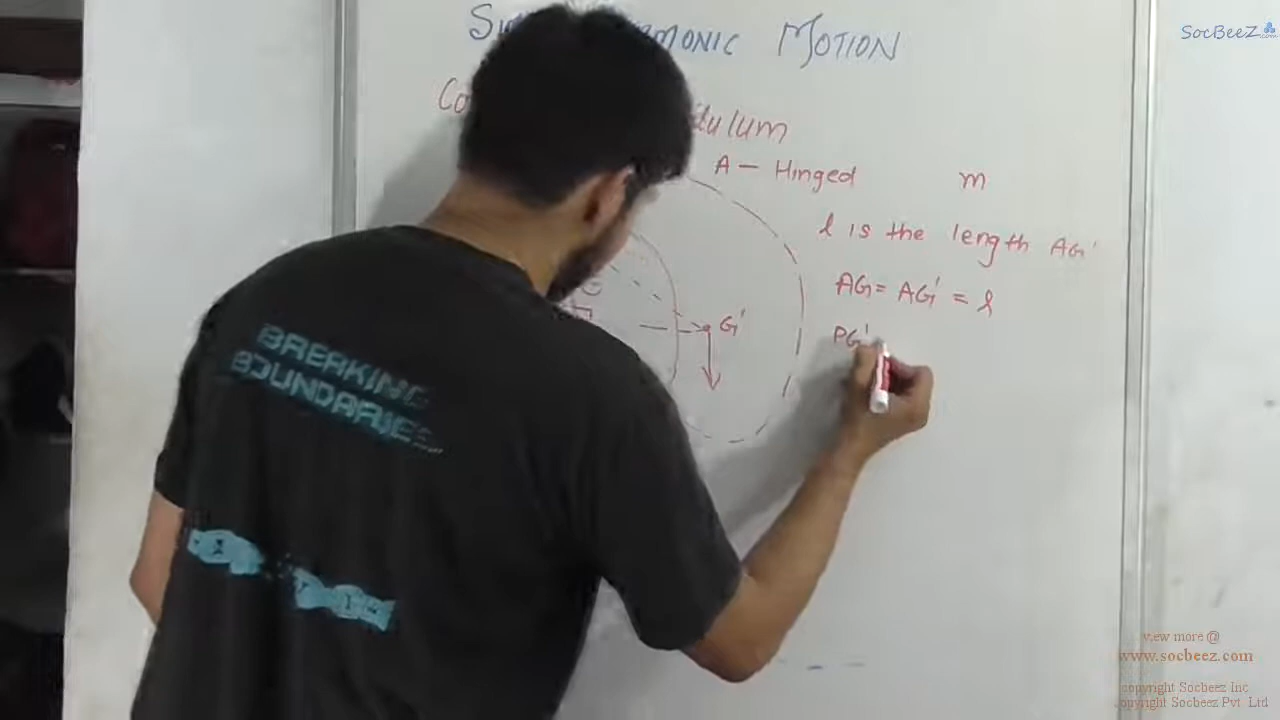 SocBeeZ.com
MOTION
A – Hinged m
l is the length AG'
AG = AG' = l
PG'
G'
BREAKING
BOUNDARIES
view more @
www.socbeez.com
copyright Socbeez Inc
copyright Socbeez Pvt. Ltd